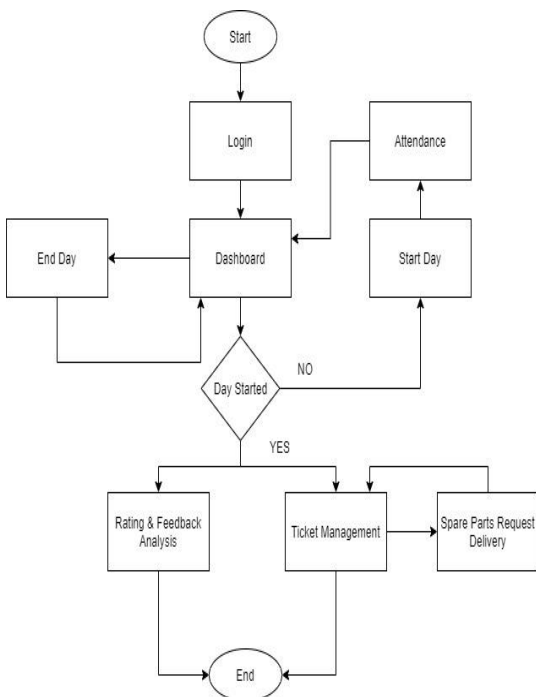 Start
Login
Attendance
End Day
Dashboard
Start Day
Day Started
NO
YES
Rating & Feedback
Analysis
Ticket Management
Spare Parts Request
Delivery
End